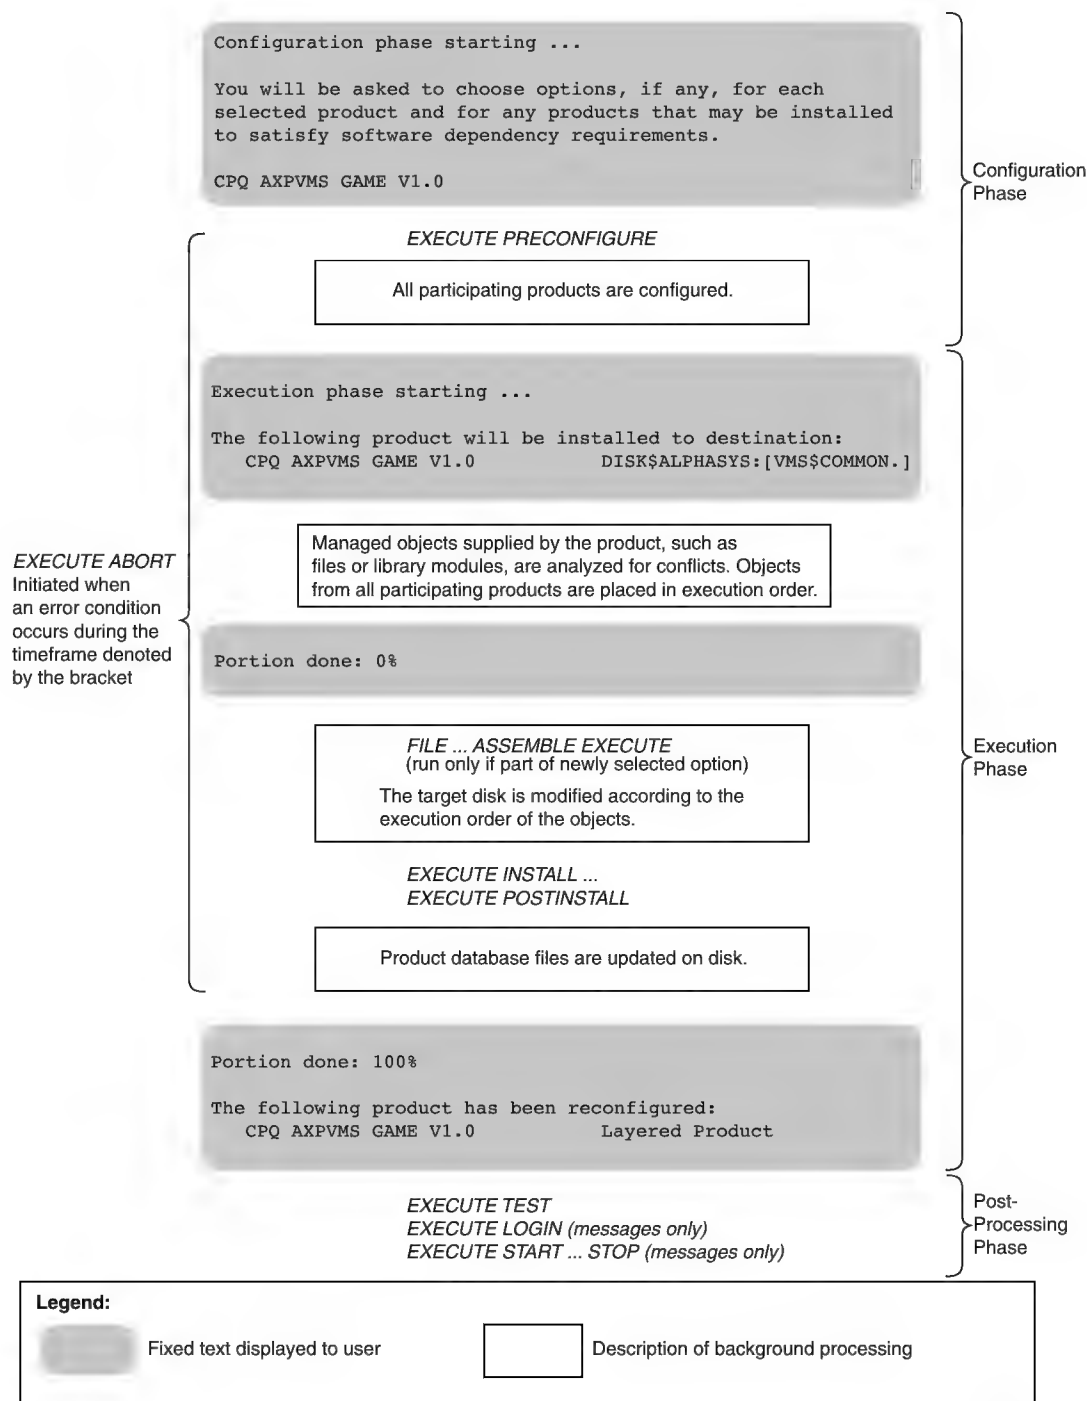 Configuration phase starting ...
You will be asked to choose options, if any, for each
selected product and for any products that may be installed
to satisfy software dependency requirements.
CPQ AXPVMS GAME V1.0
Configuration
Phase
EXECUTE PRECONFIGURE
All participating products are configured.
Execution phase starting ...
The following product will be installed to destination:
CPQ AXPVMS GAME V1.0 DISK$ALPHASYS:[VMS$COMMON.]
Managed objects supplied by the product, such as
files or library modules, are analyzed for conflicts. Objects
from all participating products are placed in execution order.
EXECUTE ABORT
Initiated when
an error condition
occurs during the
timeframe denoted
by the bracket
Portion done: 0%
FILE ... ASSEMBLE EXECUTE
(run only if part of newly selected option)
The target disk is modified according to the
execution order of the objects.
Execution
Phase
EXECUTE INSTALL ...
EXECUTE POSTINSTALL
Product database files are updated on disk.
Portion done: 100%
The following product has been reconfigured:
CPQ AXPVMS GAME V1.0 Layered Product
EXECUTE TEST
EXECUTE LOGIN (messages only)
EXECUTE START ... STOP (messages only)
Post-
Processing
Phase
Legend:
Fixed text displayed to user
Description of background processing